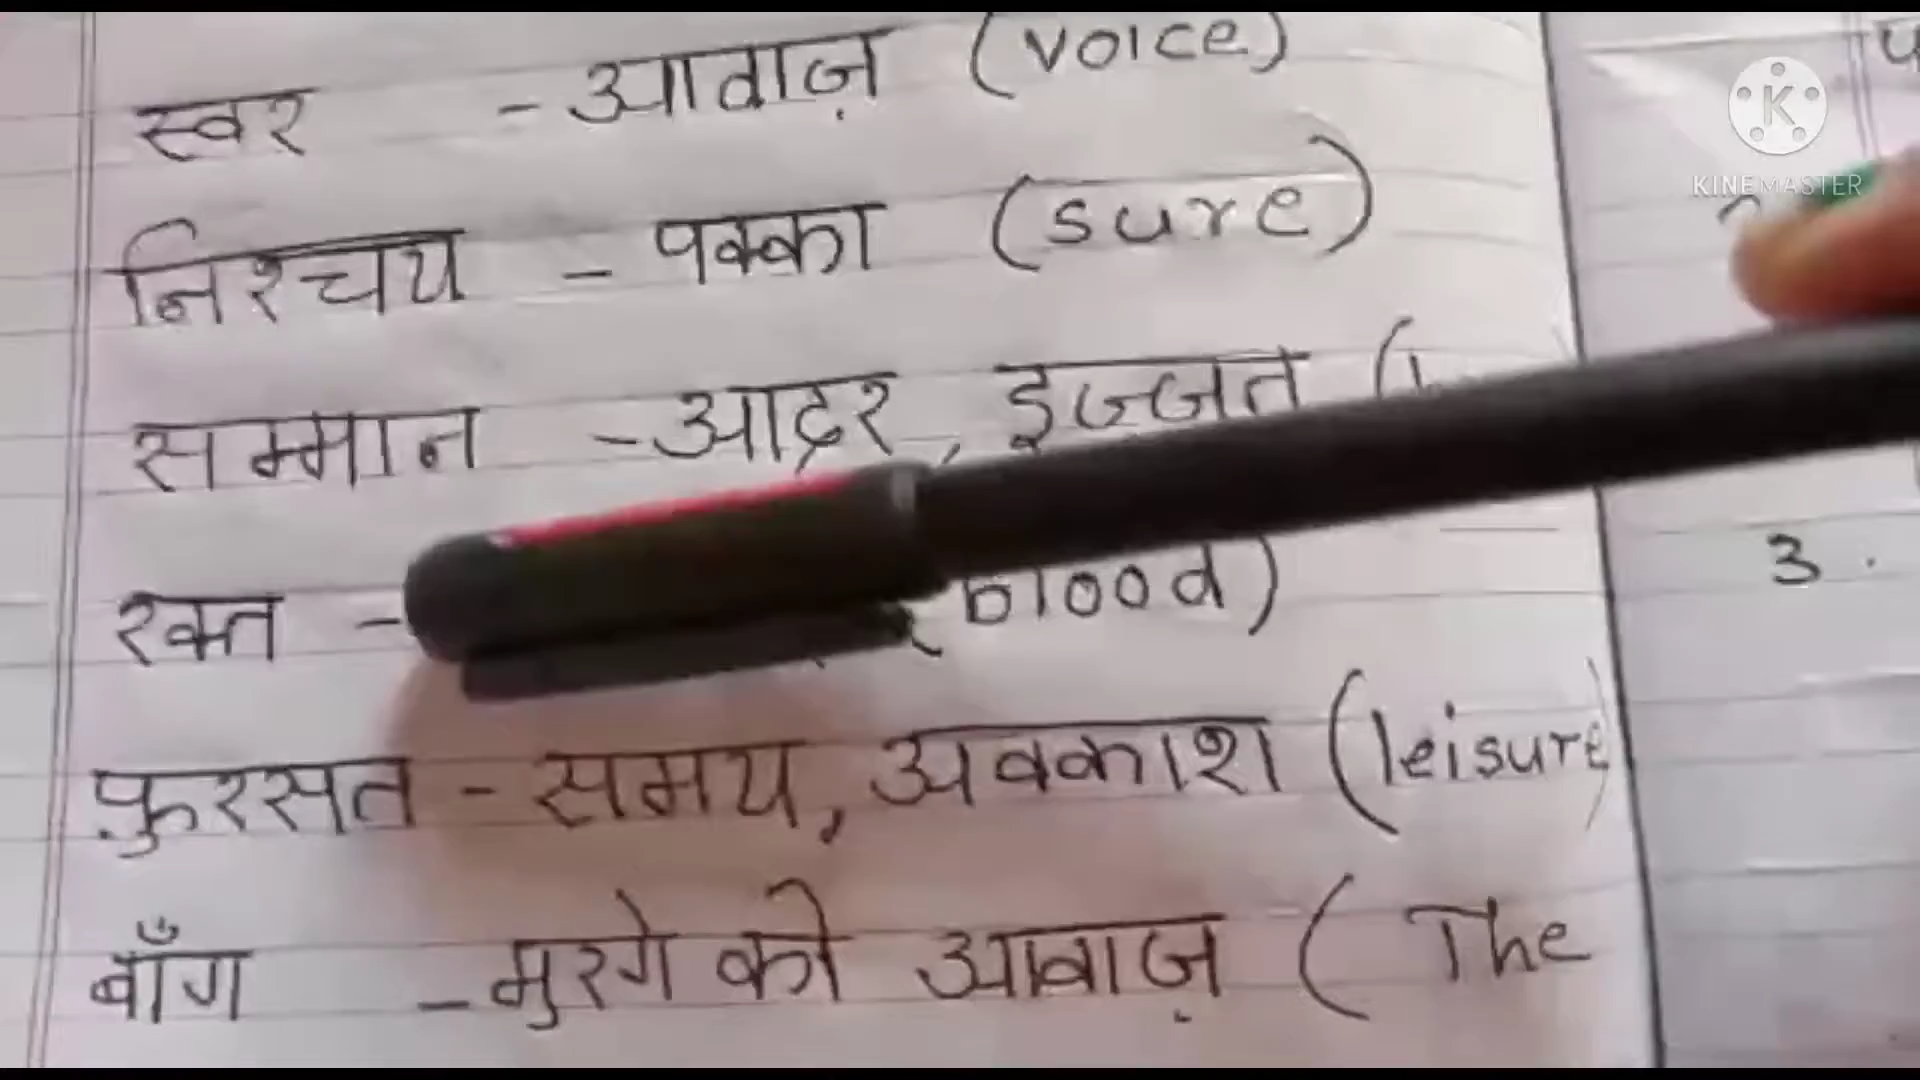 स्वर - आवाज़ (voice)
निश्चय - पक्का (sure)
सम्मान - आदर, इज्जत (
रक्त - blood)
फ़ुरसत - समय, अवकाश (leisure)
बाँग - मुरगे की आवाज़ ( The
3.
KINEMASTER